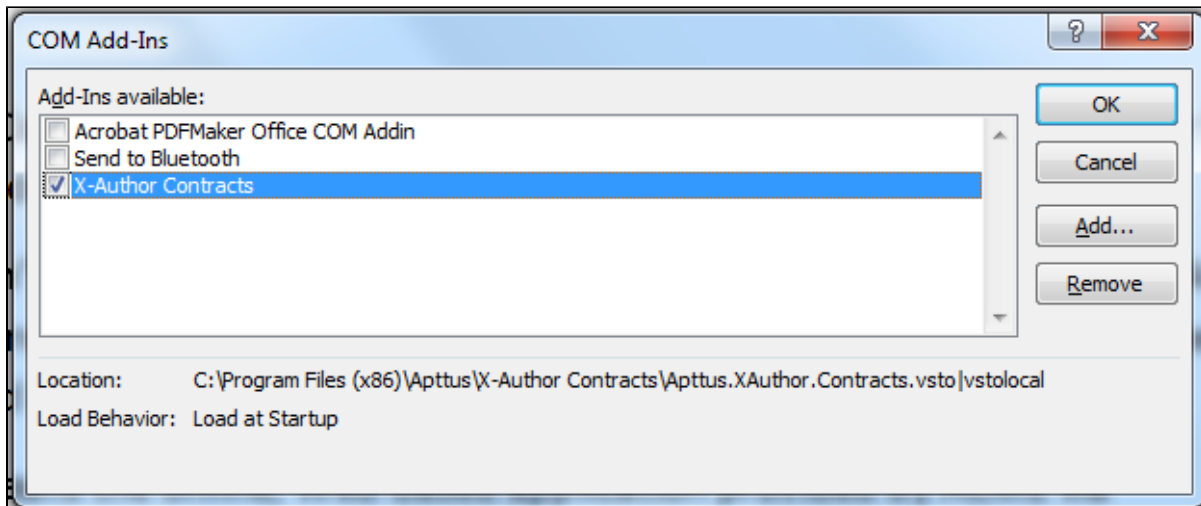 COM Add-Ins
Add-Ins available:
Acrobat PDFMaker Office COM Addin
Send to Bluetooth
X-Author Contracts
OK
Cancel
Add...
Remove
Location: C:\Program Files (x86)\Apttus\X-Author Contracts\Apttus.XAuthor.Contracts.vsto|vstolocal
Load Behavior: Load at Startup